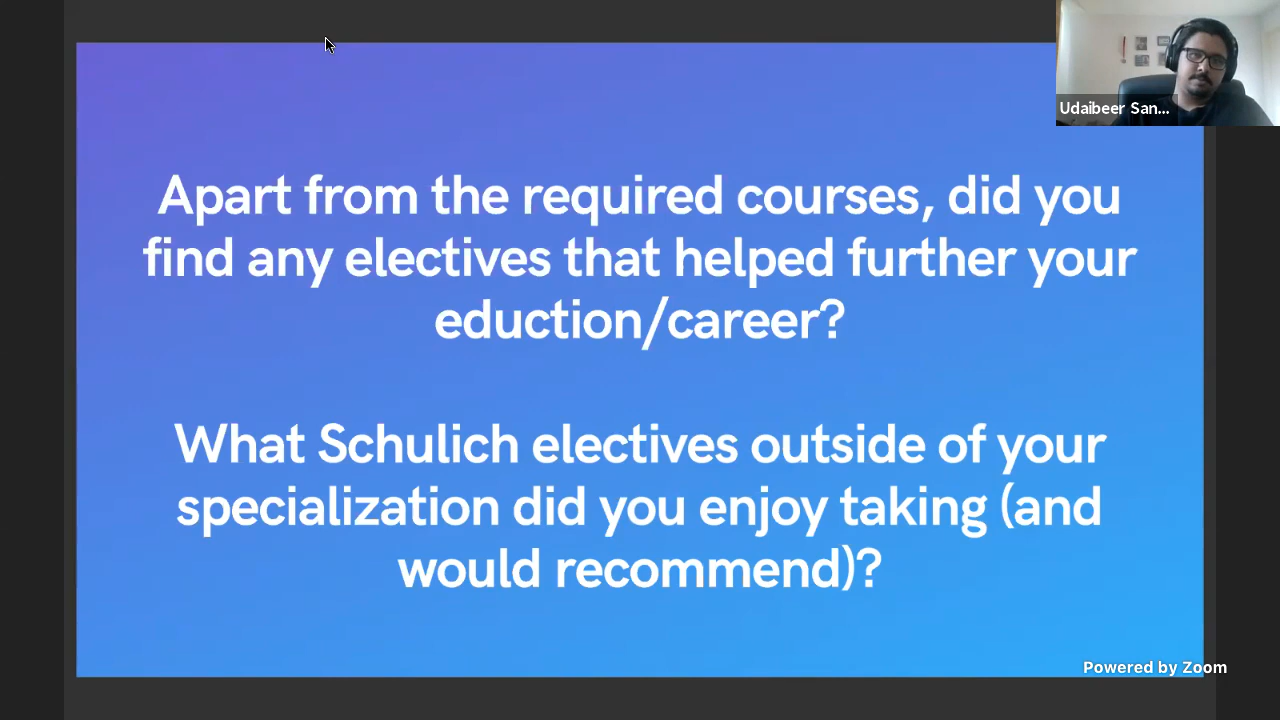 Udaibeer San...
Apart from the required courses, did you
find any electives that helped further your
eduction/career?
What Schulich electives outside of your
specialization did you enjoy taking (and
would recommend)?
Powered by Zoom